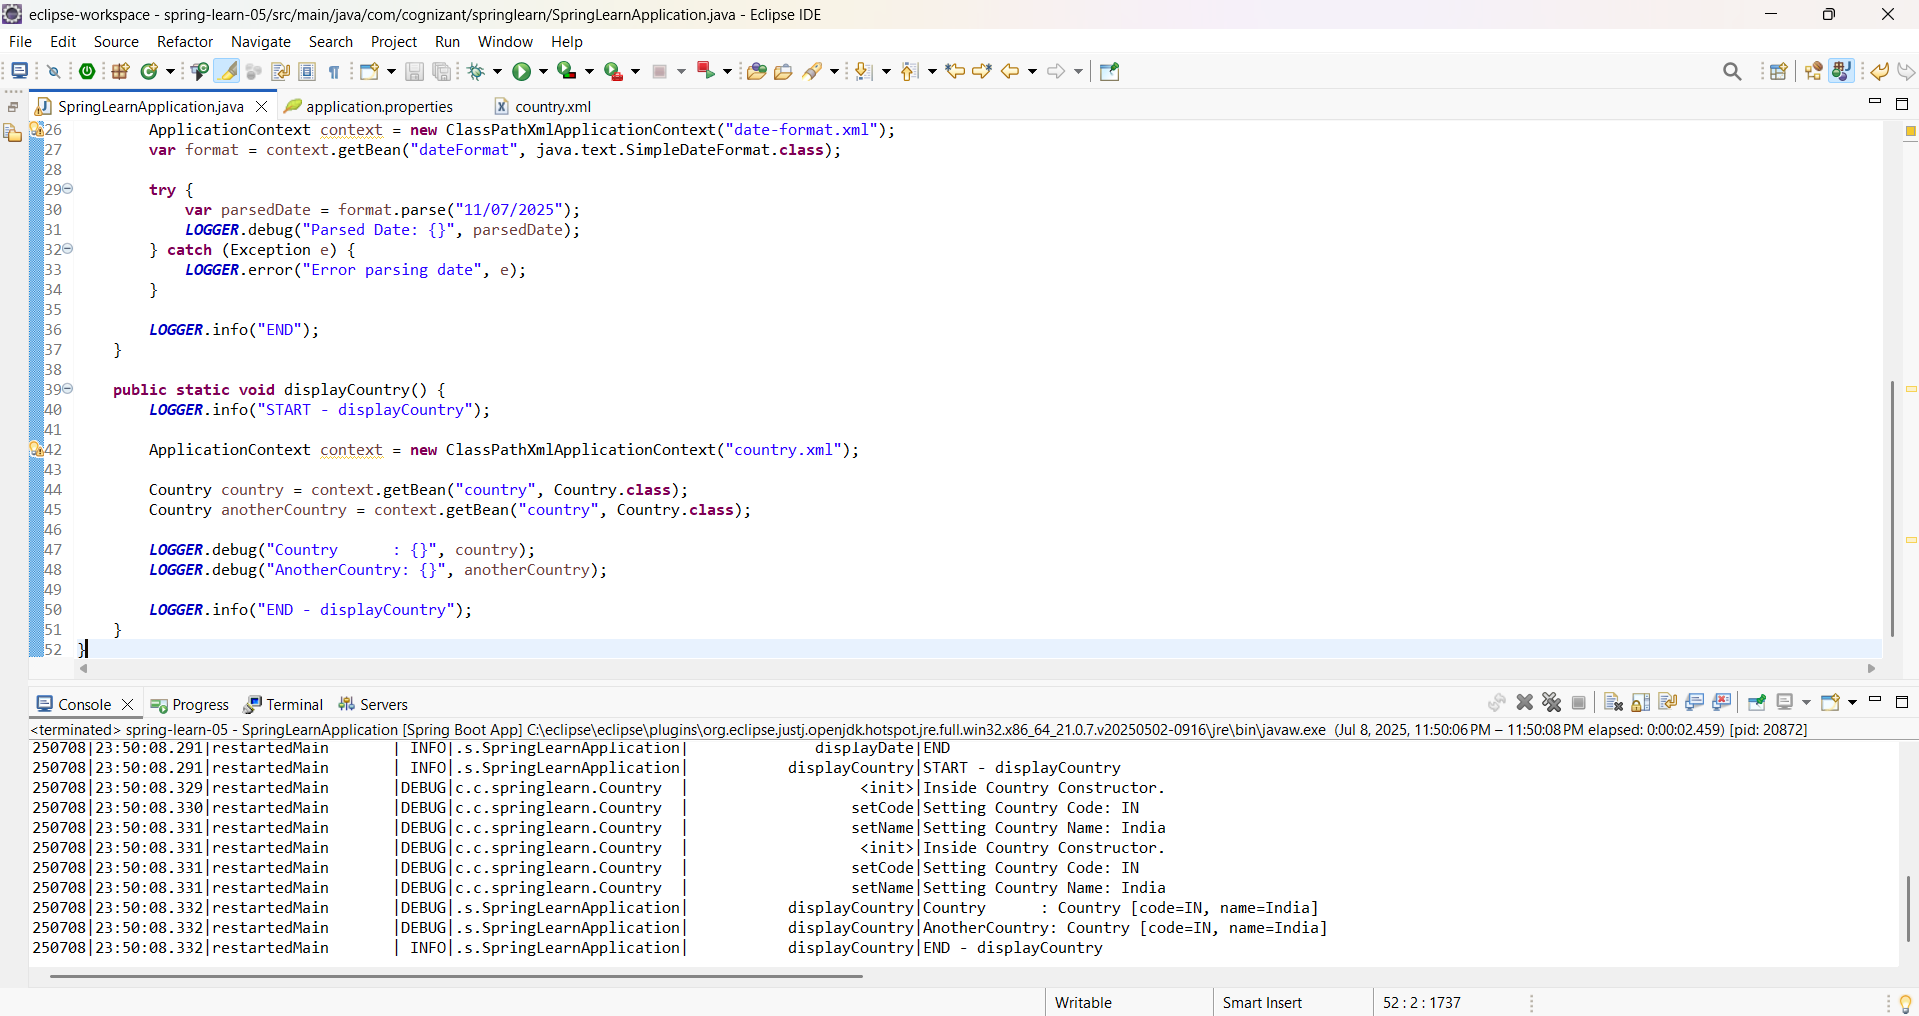 eclipse-workspace - spring-learn-05/src/main/java/com/cognizant/springlearn/SpringLearnApplication.java - Eclipse IDE
File Edit Source Refactor Navigate Search Project Run Window Help
SpringLearnApplication.java application.properties country.xml
26 ApplicationContext context = new ClassPathXmlApplicationContext("date-format.xml");
27 var format = context.getBean("dateFormat", java.text.SimpleDateFormat.class);
28
29 try {
30 var parsedDate = format.parse("11/07/2025");
31 LOGGER.debug("Parsed Date: {}", parsedDate);
32 } catch (Exception e) {
33 LOGGER.error("Error parsing date", e);
34 }
35
36 LOGGER.info("END");
37 }
38
39 public static void displayCountry() {
40 LOGGER.info("START - displayCountry");
41
42 ApplicationContext context = new ClassPathXmlApplicationContext("country.xml");
43
44 Country country = context.getBean("country", Country.class);
45 Country anotherCountry = context.getBean("country", Country.class);
46
47 LOGGER.debug("Country      : {}", country);
48 LOGGER.debug("AnotherCountry: {}", anotherCountry);
49
50 LOGGER.info("END - displayCountry");
51 }
52 }
Console Progress Terminal Servers
<terminated> spring-learn-05 - SpringLearnApplication [Spring Boot App] C:\eclipse\eclipse\plugins\org.eclipse.justj.openjdk.hotspot.jre.full.win32.x86_64_21.0.7.v20250502-0916\jre\bin\javaw.exe (Jul 8, 2025, 11:50:06 PM – 11:50:08 PM elapsed: 0:00:02.459) [pid: 20872]
250708|23:50:08.291|restartedMain | INFO|.s.SpringLearnApplication| displayDate|END
250708|23:50:08.291|restartedMain | INFO|.s.SpringLearnApplication| displayCountry|START - displayCountry
250708|23:50:08.329|restartedMain |DEBUG|c.c.springlearn.Country | <init>|Inside Country Constructor.
250708|23:50:08.330|restartedMain |DEBUG|c.c.springlearn.Country | setCode|Setting Country Code: IN
250708|23:50:08.331|restartedMain |DEBUG|c.c.springlearn.Country | setName|Setting Country Name: India
250708|23:50:08.331|restartedMain |DEBUG|c.c.springlearn.Country | <init>|Inside Country Constructor.
250708|23:50:08.331|restartedMain |DEBUG|c.c.springlearn.Country | setCode|Setting Country Code: IN
250708|23:50:08.331|restartedMain |DEBUG|c.c.springlearn.Country | setName|Setting Country Name: India
250708|23:50:08.332|restartedMain |DEBUG|.s.SpringLearnApplication| displayCountry|Country      : Country [code=IN, name=India]
250708|23:50:08.332|restartedMain |DEBUG|.s.SpringLearnApplication| displayCountry|AnotherCountry: Country [code=IN, name=India]
250708|23:50:08.332|restartedMain | INFO|.s.SpringLearnApplication| displayCountry|END - displayCountry
Writable Smart Insert 52 : 2 : 1737